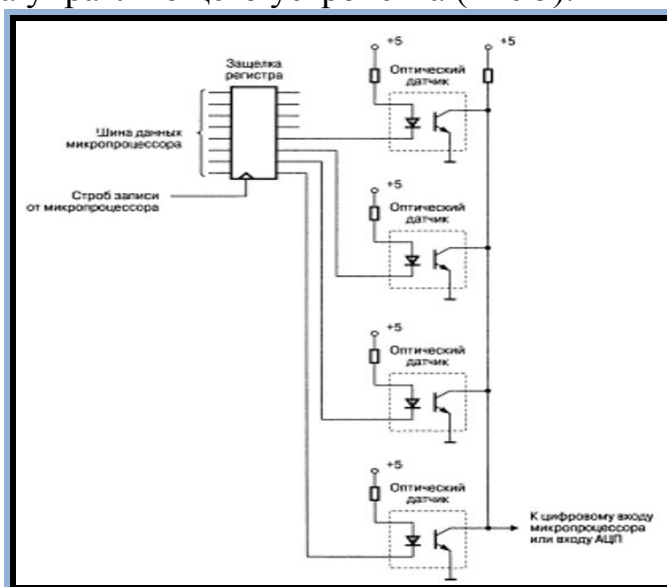 +5
+5
Защелка
регистра
Оптический
датчик
Шина данных
микропроцессора
+5
Строб записи
от микропроцессора
Оптический
датчик
+5
Оптический
датчик
+5
Оптический
датчик
К цифровому входу
микропроцессора
или входу АЦП